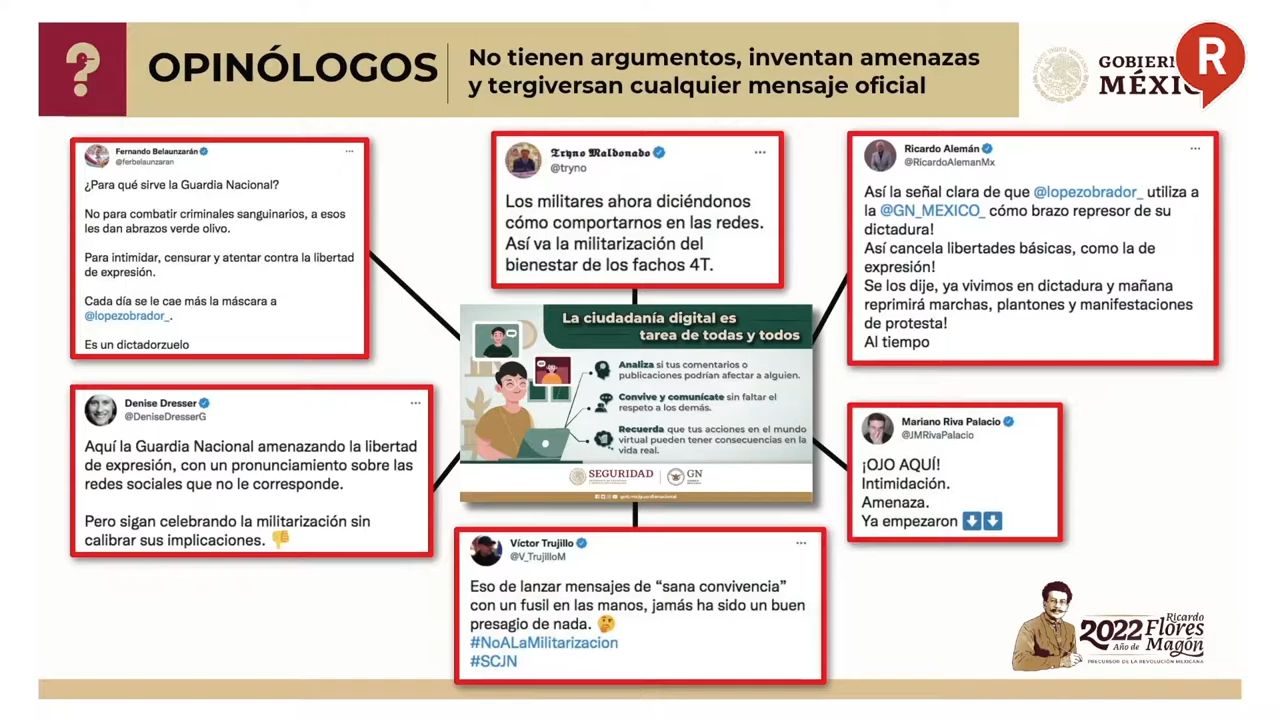 OPINÓLOGOS
No tienen argumentos, inventan amenazas
y tergiversan cualquier mensaje oficial
GOBIERN
MÉXI
R
Fernando Belaunzarán
@ferbelaunzaran
¿Para qué sirve la Guardia Nacional?
No para combatir criminales sanguinarios, a esos
les dan abrazos verde olivo.
Para intimidar, censurar y atentar contra la libertad
de expresión.
Cada día se le cae más la máscara a
@lopezobrador_.
Es un dictadorzuelo
Tryno Maldonado
@tryno
Los militares ahora diciéndonos
cómo comportarnos en las redes.
Así va la militarización del
bienestar de los fachos 4T.
Ricardo Alemán
@RicardoAlemanMx
Así la señal clara de que @lopezobrador_ utiliza a
la @GN_MEXICO_ cómo brazo represor de su
dictadura!
Así cancela libertades básicas, como la de
expresión!
Se los dije, ya vivimos en dictadura y mañana
reprimirá marchas, plantones y manifestaciones
de protesta!
Al tiempo
La ciudadanía digital es
tarea de todas y todos
Analiza si tus comentarios o
publicaciones podrían afectar a alguien.
Convive y comunícate sin faltar el
respeto a los demás.
Recuerda que tus acciones en el mundo
virtual pueden tener consecuencias en la
vida real.
SEGURIDAD
GN
Denise Dresser
@DeniseDresserG
Aquí la Guardia Nacional amenazando la libertad
de expresión, con un pronunciamiento sobre las
redes sociales que no le corresponde.
Pero sigan celebrando la militarización sin
calibrar sus implicaciones. 👎
Mariano Riva Palacio
@JMRivaPalacio
¡OJO AQUÍ!
Intimidación.
Amenaza.
Ya empezaron ⬇️⬇️
Víctor Trujillo
@V_TrujilloM
Eso de lanzar mensajes de “sana convivencia”
con un fusil en las manos, jamás ha sido un buen
presagio de nada. 🤔
#NoALaMilitarizacion
#SCJN
2022 Ricardo
Año de Flores
Magón
PRECURSOR DE LA REVOLUCIÓN MEXICANA